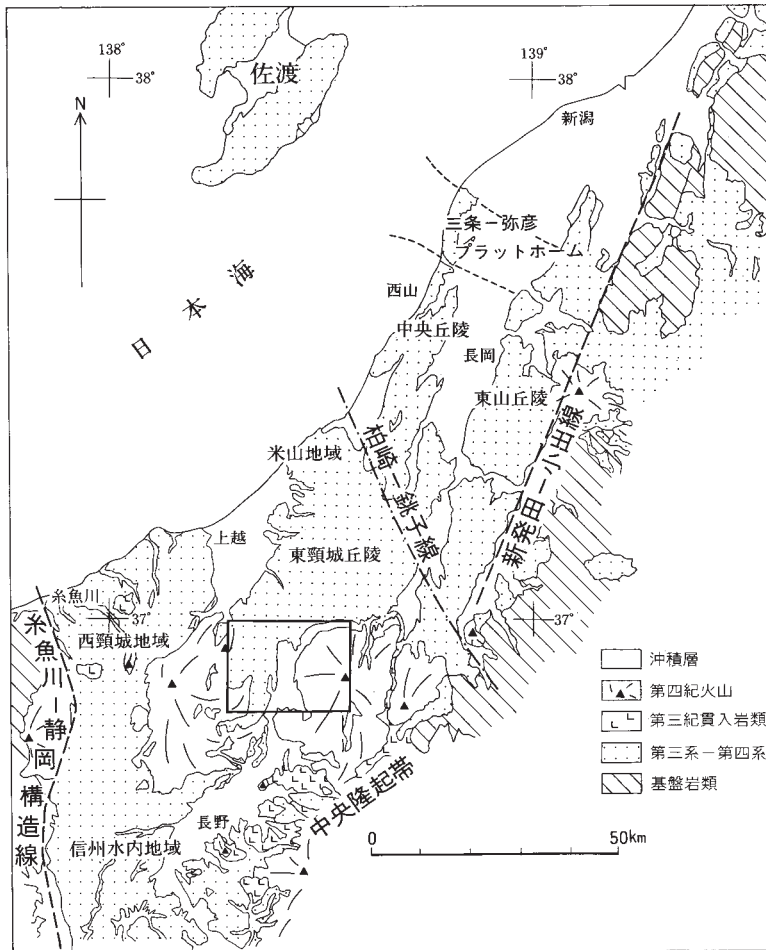 138°
38°
佐渡
139°
38°
新潟
N
三条－弥彦
プラットホーム
日本海
西山
中央丘陵
長岡
東山丘陵
柏崎－銚子線
新発田－小出線
米山地域
上越
東頸城丘陵
糸魚川
37°
37°
西頸城地域
糸魚川－静岡構造線
中央隆起帯
長野
信州水内地域
沖積層
第四紀火山
第三紀貫入岩類
第三系－第四系
基盤岩類
0
50km